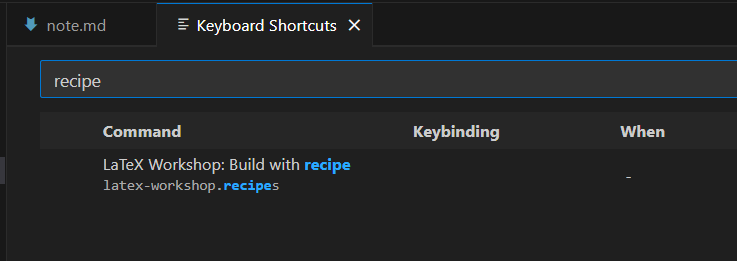 note.md Keyboard Shortcuts
recipe
Command Keybinding When
LaTeX Workshop: Build with recipe
latex-workshop.recipes -